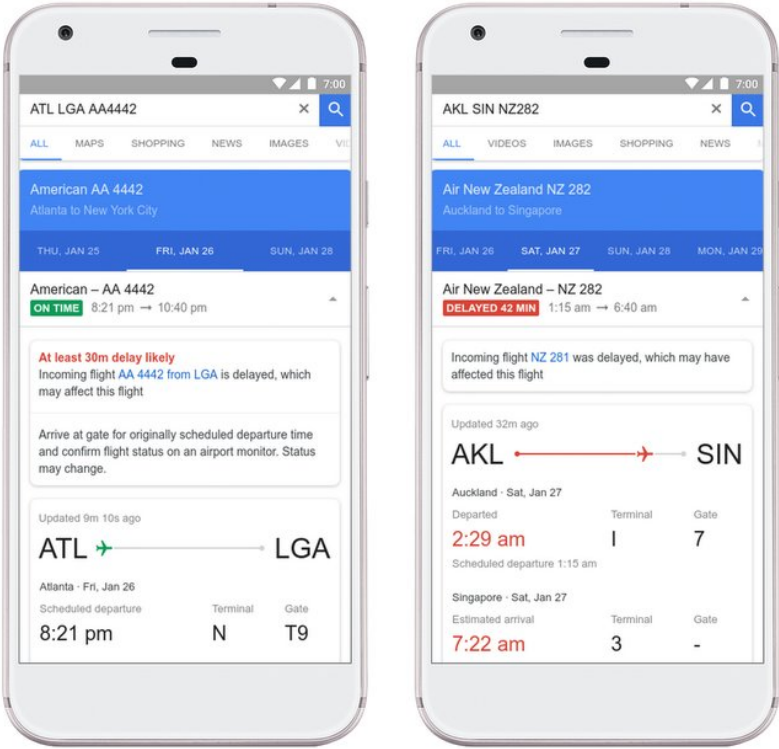 7:00
ATL LGA AA4442
ALL MAPS SHOPPING NEWS IMAGES
American AA 4442
Atlanta to New York City
THU, JAN 25 FRI, JAN 26 SUN, JAN 28
American – AA 4442
ON TIME 8:21 pm → 10:40 pm
At least 30m delay likely
Incoming flight AA 4442 from LGA is delayed, which
may affect this flight
Arrive at gate for originally scheduled departure time
and confirm flight status on an airport monitor. Status
may change.
Updated 9m 10s ago
ATL LGA
Atlanta · Fri, Jan 26
Scheduled departure Terminal Gate
8:21 pm N T9
7:00
AKL SIN NZ282
ALL VIDEOS IMAGES SHOPPING NEWS
Air New Zealand NZ 282
Auckland to Singapore
FRI, JAN 26 SAT, JAN 27 SUN, JAN 28 MON, JAN 29
Air New Zealand – NZ 282
DELAYED 42 MIN 1:15 am → 6:40 am
Incoming flight NZ 281 was delayed, which may have
affected this flight
Updated 32m ago
AKL SIN
Auckland · Sat, Jan 27
Departed Terminal Gate
2:29 am I 7
Scheduled departure 1:15 am
Singapore · Sat, Jan 27
Estimated arrival Terminal Gate
7:22 am 3 -